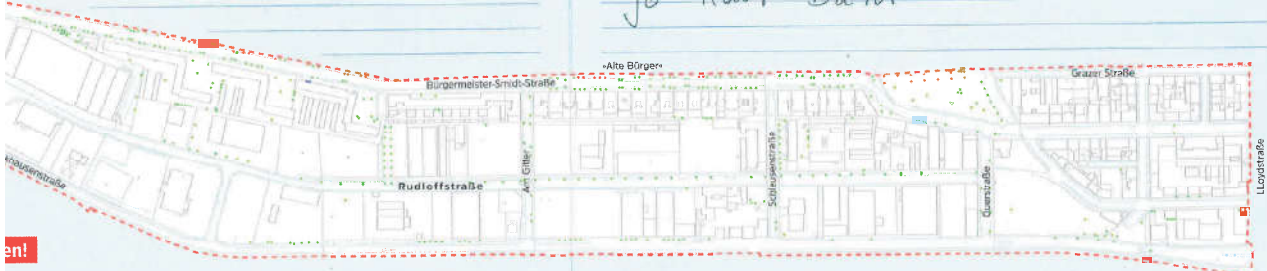 »Alte Bürger«
Bürgermeister-Smidt-Straße
Grazer Straße
Rudloffstraße
Am Gitter
Schleusenstraße
Querstraße
LLoydstraße
en!